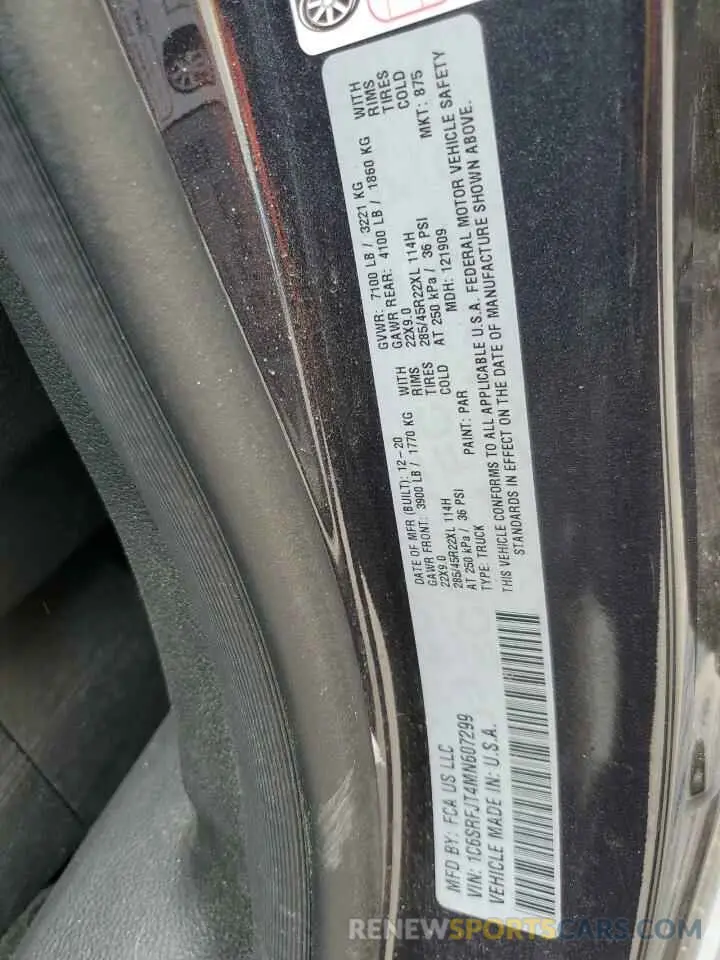 MFD BY: FCA US LLC
VIN: 1C6SRFJT4MN607299
VEHICLE MADE IN: U.S.A.
DATE OF MFR (BUILT): 12-20
GAWR FRONT: 3900 LB / 1770 KG WITH
22X9.0 RIMS
285/45R22XL 114H TIRES
AT 250 kPa / 36 PSI COLD
TYPE: TRUCK PAINT: PAR
GVWR: 7100 LB / 3221 KG
GAWR REAR: 4100 LB / 1860 KG WITH
22X9.0 RIMS
285/45R22XL 114H TIRES
AT 250 kPa / 36 PSI COLD
MDH: 121909 MKT: 875
THIS VEHICLE CONFORMS TO ALL APPLICABLE U.S.A. FEDERAL MOTOR VEHICLE SAFETY
STANDARDS IN EFFECT ON THE DATE OF MANUFACTURE SHOWN ABOVE.
RENEWSPORTSCARS.COM